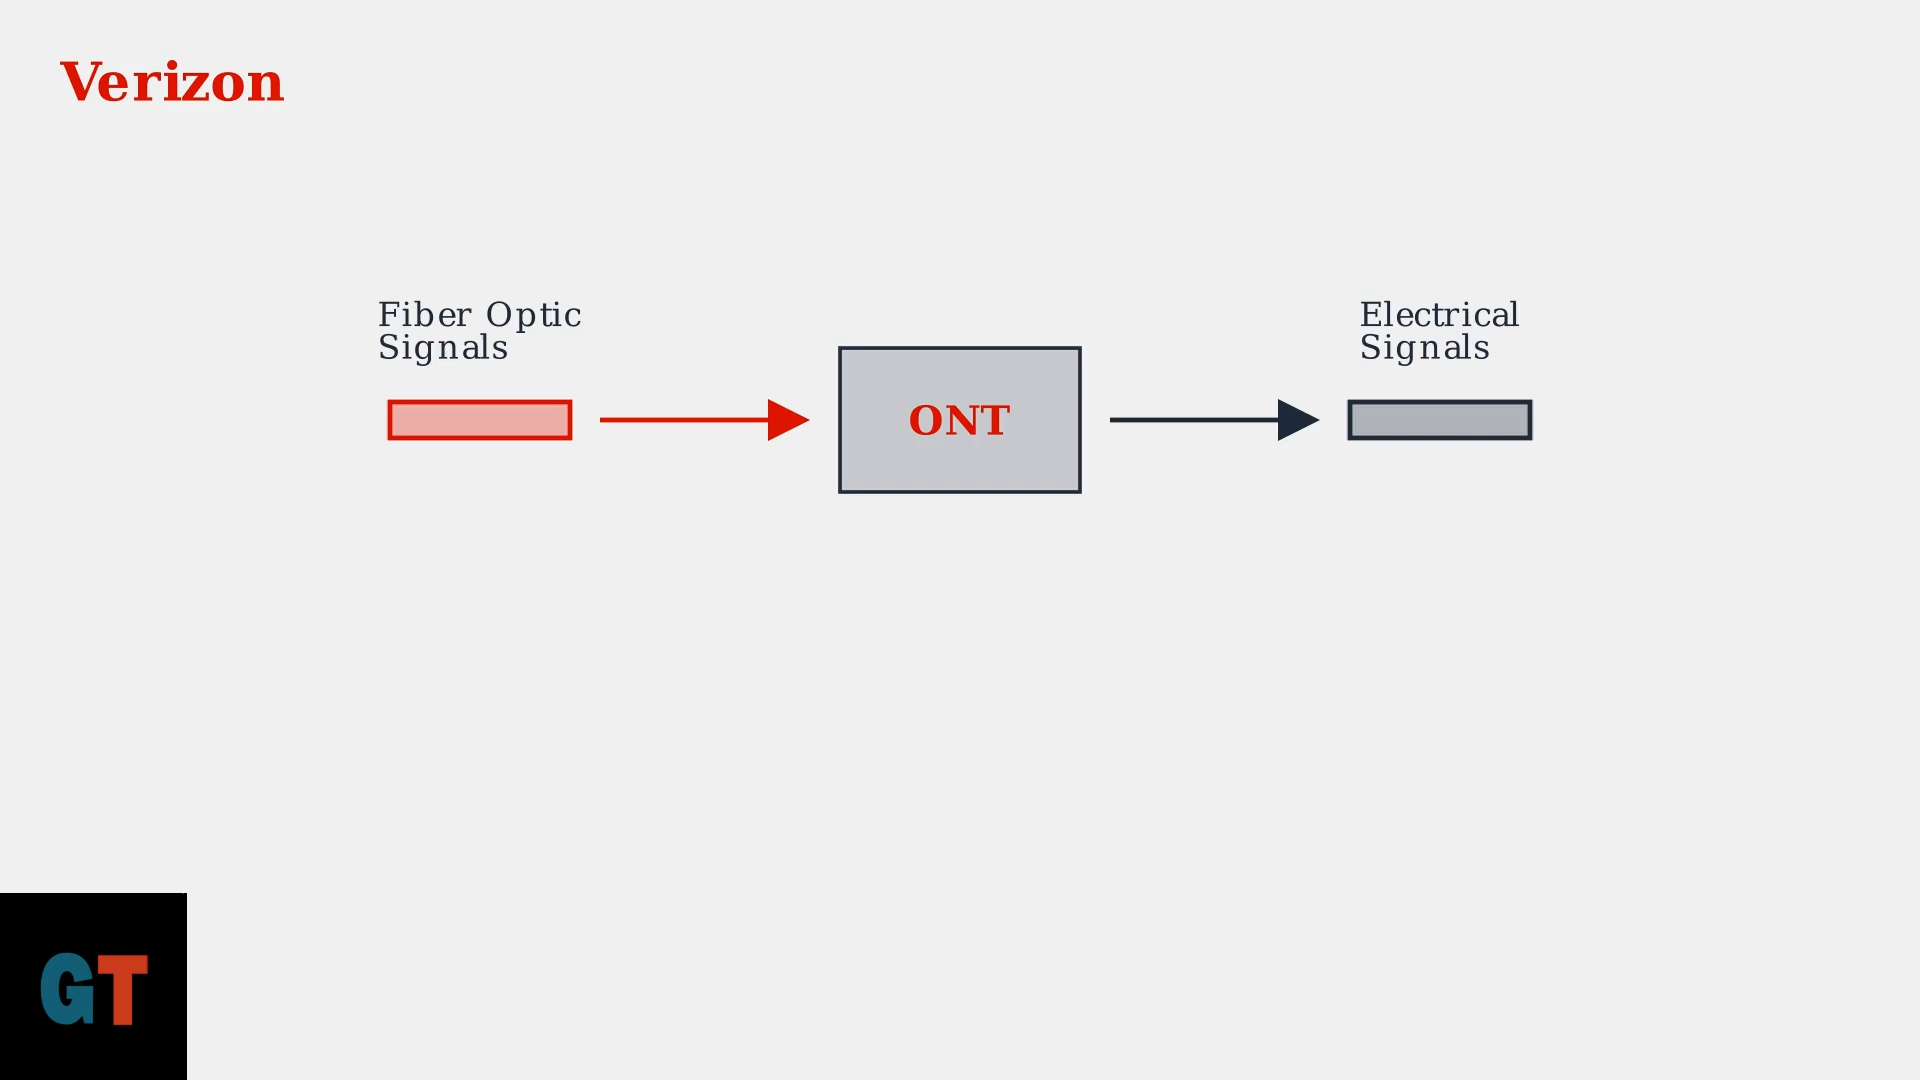 Verizon
Fiber Optic
Signals
ONT
Electrical
Signals
GT